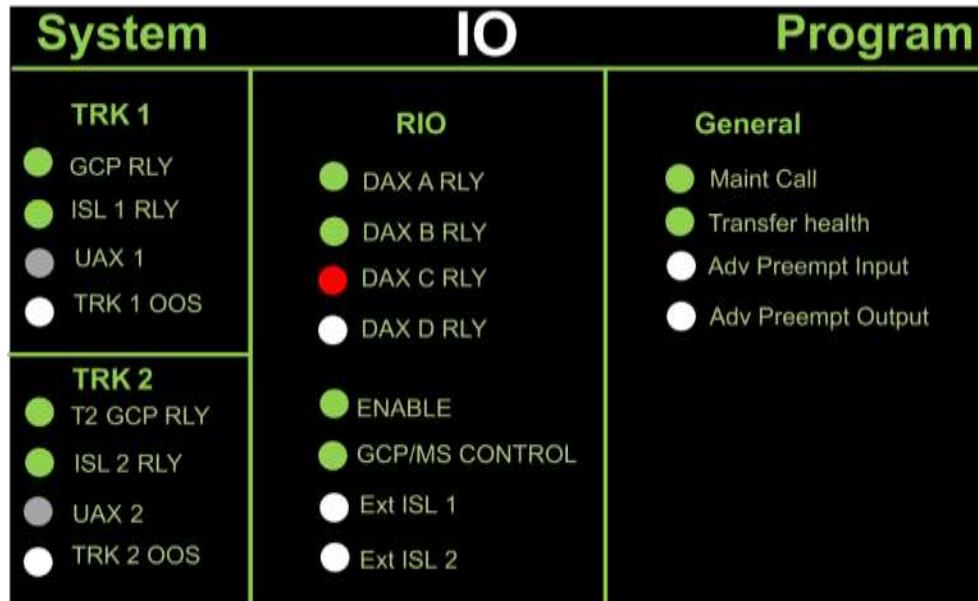 System IO Program
TRK 1
GCP RLY
ISL 1 RLY
UAX 1
TRK 1 OOS
TRK 2
T2 GCP RLY
ISL 2 RLY
UAX 2
TRK 2 OOS
RIO
DAX A RLY
DAX B RLY
DAX C RLY
DAX D RLY
ENABLE
GCP/MS CONTROL
Ext ISL 1
Ext ISL 2
General
Maint Call
Transfer health
Adv Preempt Input
Adv Preempt Output